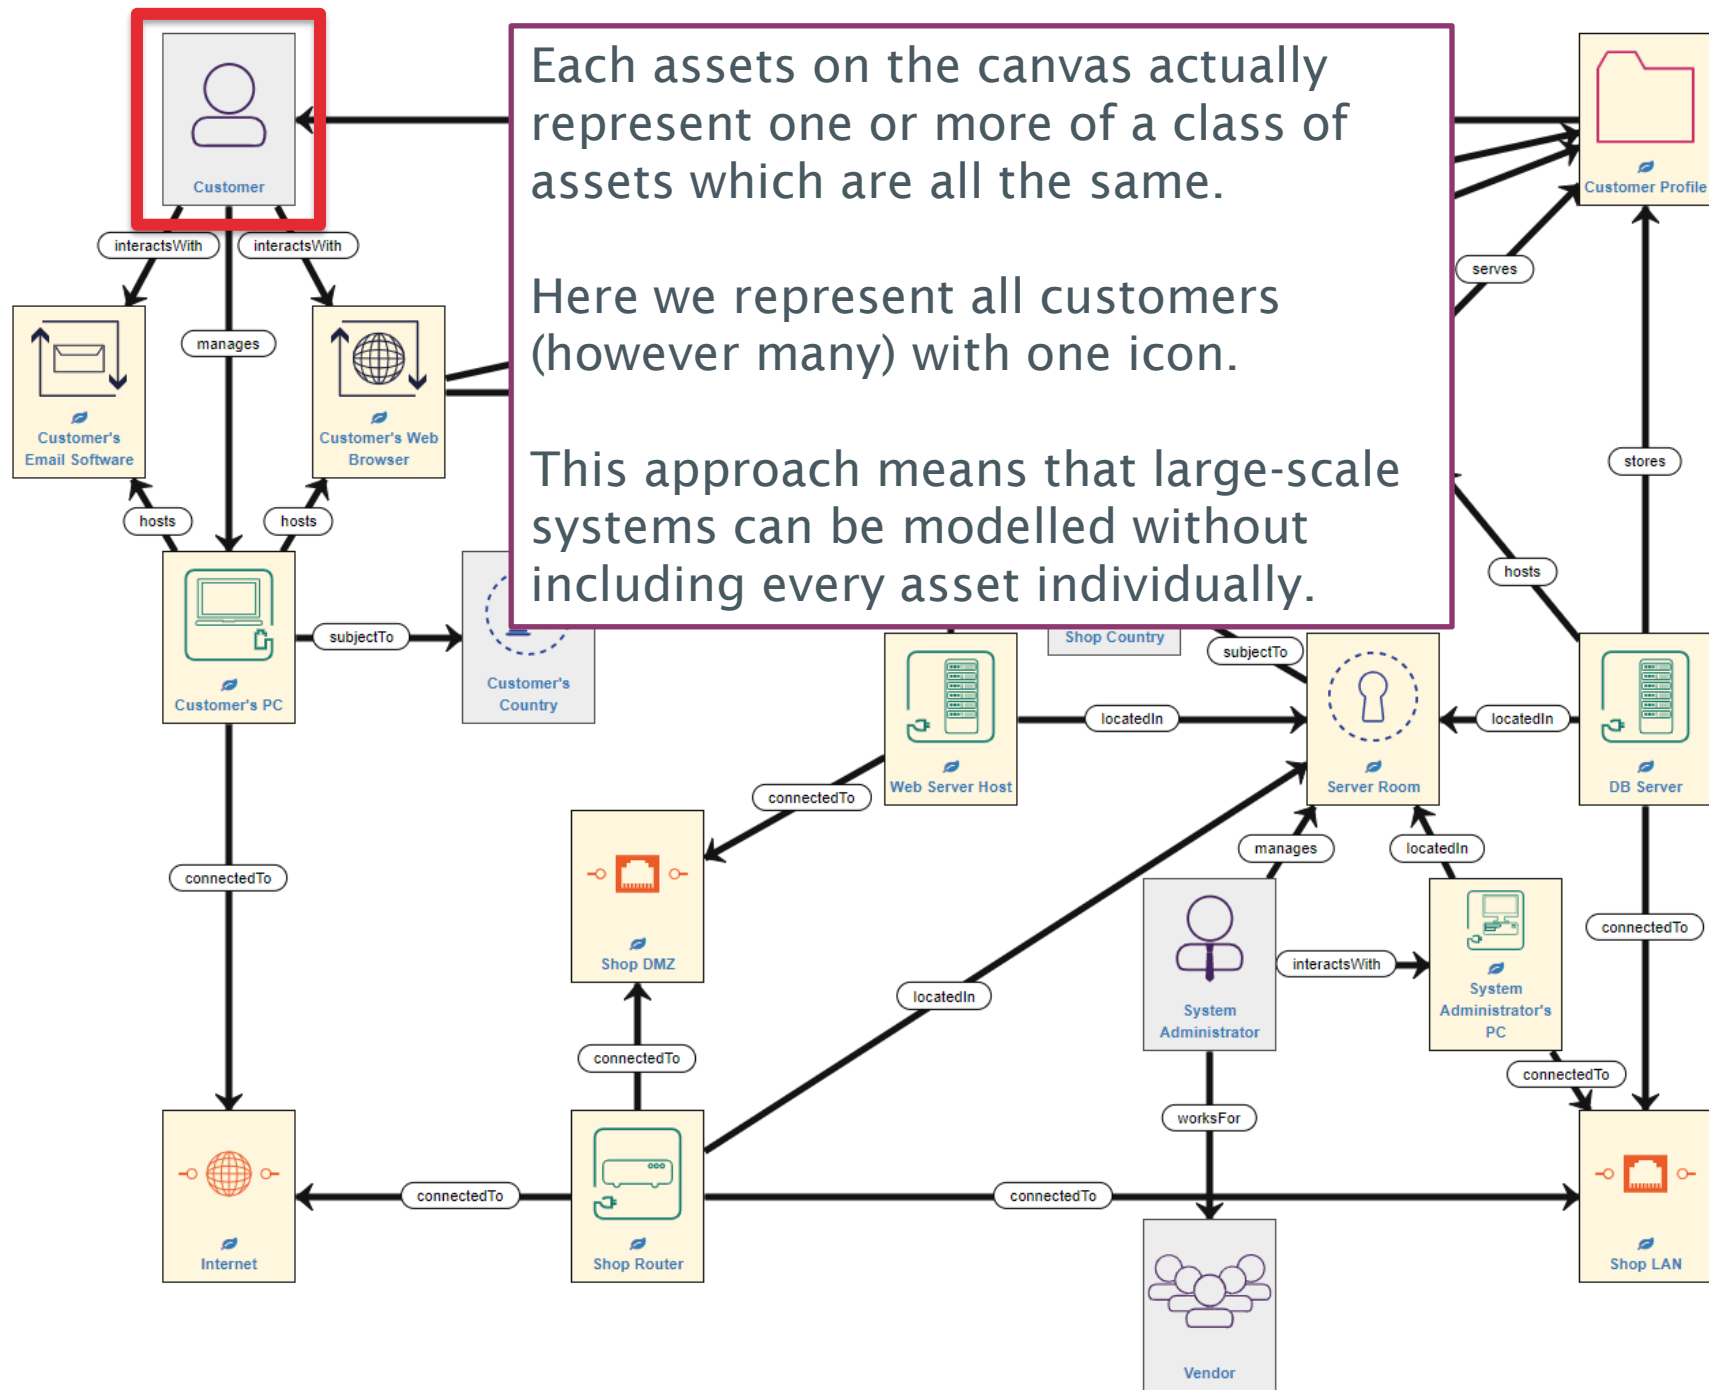 Each assets on the canvas actually
represent one or more of a class of
assets which are all the same.
Here we represent all customers
(however many) with one icon.
This approach means that large-scale
systems can be modelled without
including every asset individually.
Customer
Customer Profile
interactsWith
interactsWith
serves
manages
Customer's
Email Software
Customer's Web
Browser
stores
hosts
hosts
hosts
subjectTo
Customer's PC
Customer's
Country
Shop Country
subjectTo
locatedIn
locatedIn
Web Server Host
Server Room
DB Server
connectedTo
manages
locatedIn
connectedTo
connectedTo
Shop DMZ
interactsWith
locatedIn
System
Administrator
System
Administrator's
PC
connectedTo
connectedTo
worksFor
connectedTo
connectedTo
Internet
Shop Router
Shop LAN
Vendor